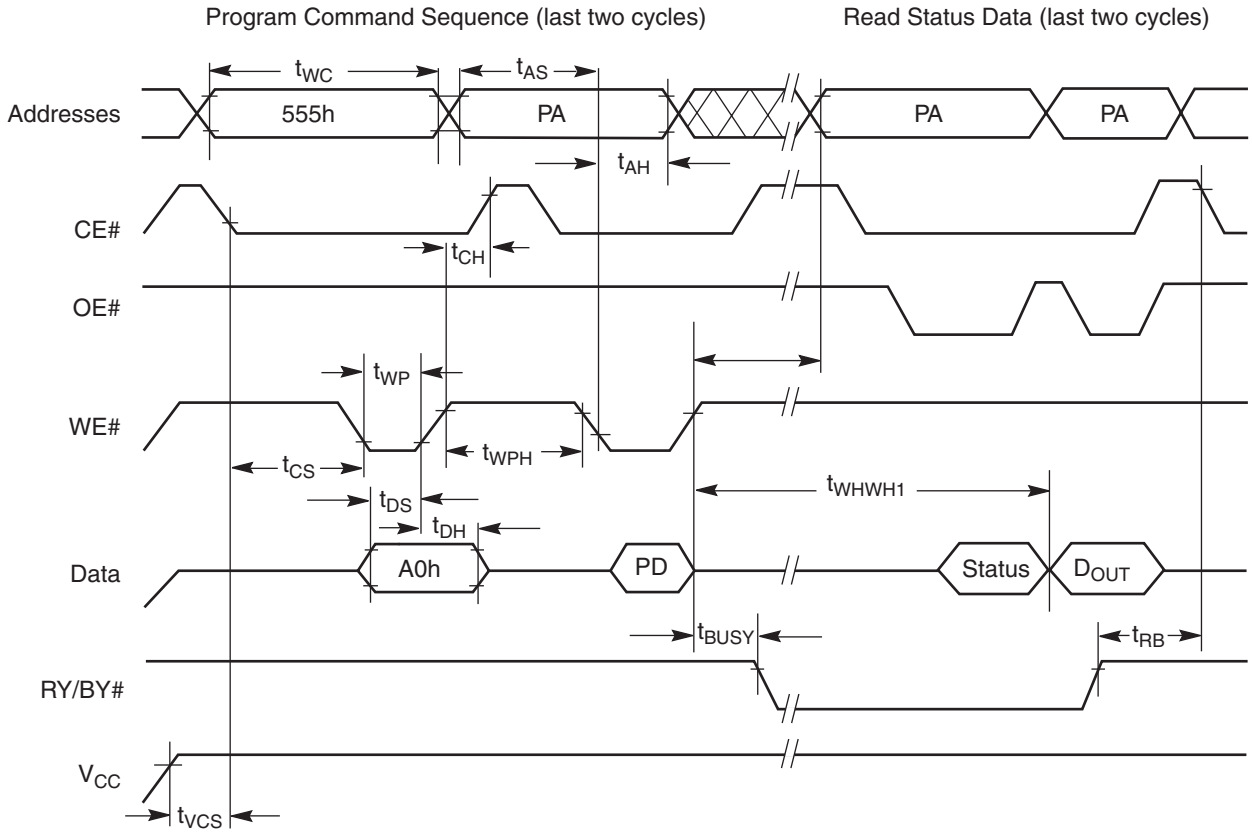 Program Command Sequence (last two cycles) Read Status Data (last two cycles)
tWC tAS
Addresses 555h PA PA PA
tAH
CE#
tCH
OE#
tWP
WE#
tCS tWPH tWHWH1
tDS
tDH
Data A0h PD Status DOUT
tBUSY tRB
RY/BY#
VCC
tVCS